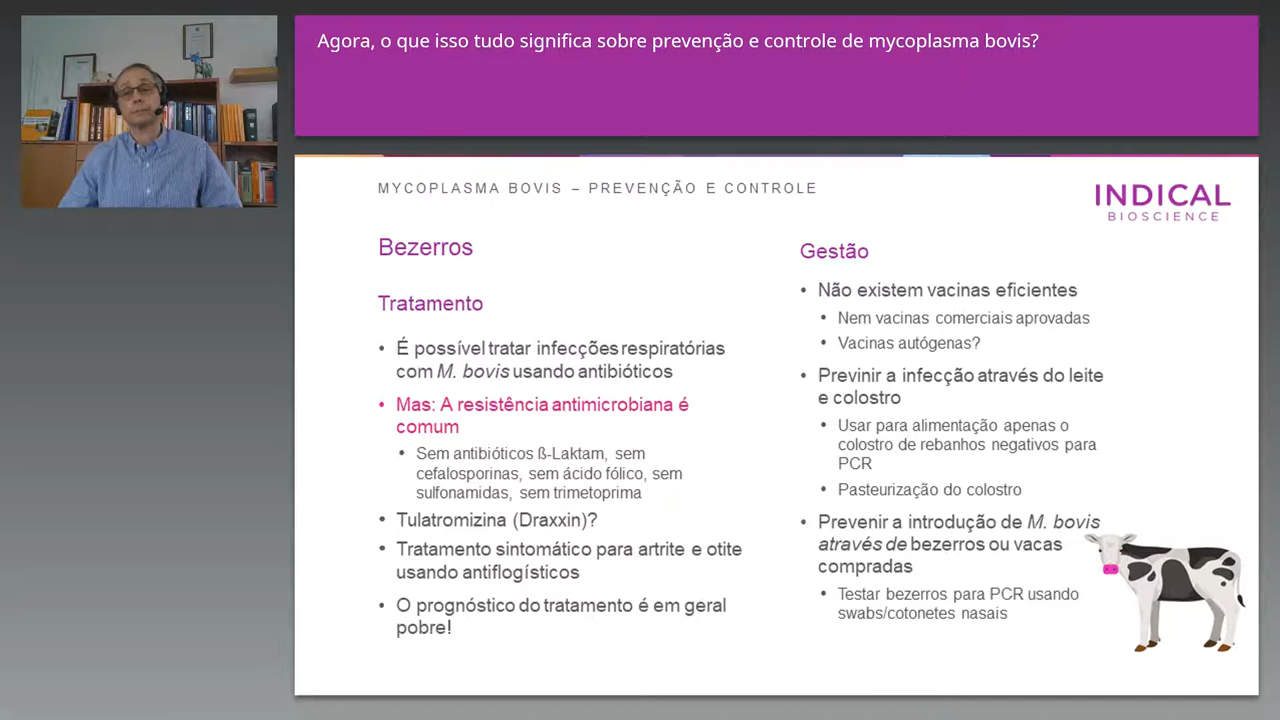 Agora, o que isso tudo significa sobre prevenção e controle de mycoplasma bovis?
MYCOPLASMA BOVIS – PREVENÇÃO E CONTROLE
INDICAL
BIOSCIENCE
Bezerros
Tratamento
• É possível tratar infecções respiratórias
com M. bovis usando antibióticos
• Mas: A resistência antimicrobiana é
comum
• Sem antibióticos ß-Laktam, sem
cefalosporinas, sem ácido fólico, sem
sulfonamidas, sem trimetoprima
• Tulatromizina (Draxxin)?
• Tratamento sintomático para artrite e otite
usando antiflogísticos
• O prognóstico do tratamento é em geral
pobre!
Gestão
• Não existem vacinas eficientes
• Nem vacinas comerciais aprovadas
• Vacinas autógenas?
• Previnir a infecção através do leite
e colostro
• Usar para alimentação apenas o
colostro de rebanhos negativos para
PCR
• Pasteurização do colostro
• Prevenir a introdução de M. bovis
através de bezerros ou vacas
compradas
• Testar bezerros para PCR usando
swabs/cotonetes nasais